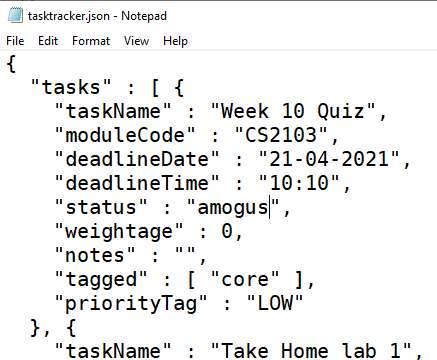 tasktracker.json - Notepad
File Edit Format View Help
{
  "tasks" : [ {
    "taskName" : "Week 10 Quiz",
    "moduleCode" : "CS2103",
    "deadlineDate" : "21-04-2021",
    "deadlineTime" : "10:10",
    "status" : "amogus",
    "weightage" : 0,
    "notes" : "",
    "tagged" : [ "core" ],
    "priorityTag" : "LOW"
  }, {
    "taskName" : "Take Home lab 1",